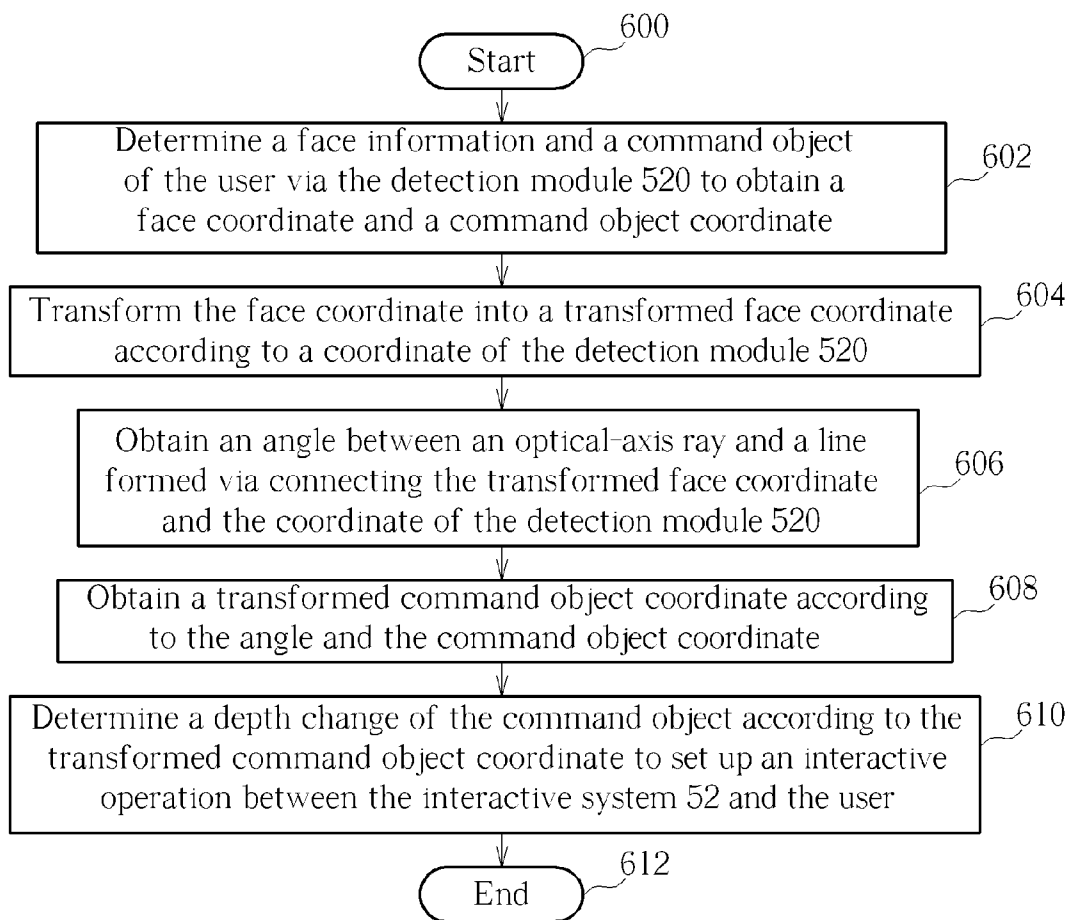 600
Start
Determine a face information and a command object
of the user via the detection module 520 to obtain a
face coordinate and a command object coordinate
602
Transform the face coordinate into a transformed face coordinate
according to a coordinate of the detection module 520
604
Obtain an angle between an optical-axis ray and a line
formed via connecting the transformed face coordinate
and the coordinate of the detection module 520
606
Obtain a transformed command object coordinate according
to the angle and the command object coordinate
608
Determine a depth change of the command object according to the
transformed command object coordinate to set up an interactive
operation between the interactive system 52 and the user
610
End
612